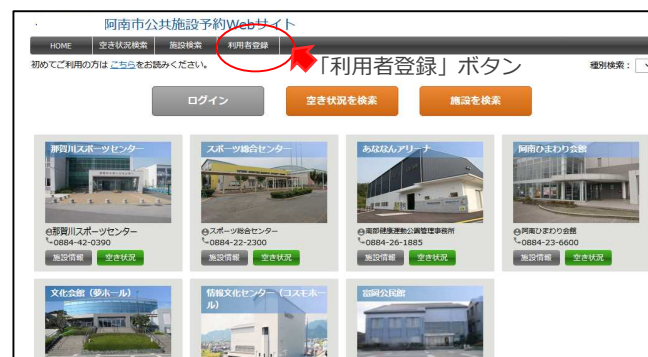 阿南市公共施設予約Webサイト
HOME 空き状況検索 施設検索 利用者登録
初めてご利用の方は こちらをお読みください。 「利用者登録」ボタン 種別検索：
ログイン 空き状況を検索 施設を検索
那賀川スポーツセンター スポーツ総合センター あななんアリーナ 阿南ひまわり会館
那賀川スポーツセンター スポーツ総合センター 南部健康運動公園管理事務所 阿南ひまわり会館
0884-42-0390 0884-22-2300 0884-26-1885 0884-23-6600
施設情報 空き状況 施設情報 空き状況 施設情報 空き状況 施設情報 空き状況
文化会館（夢ホール） 情報文化センター（コスモホール） 富岡公民館